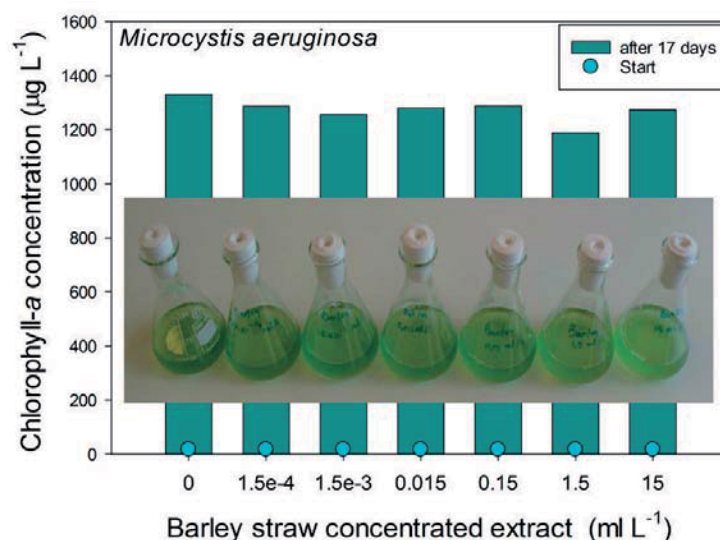 Microcystis aeruginosa
after 17 days
Start
Chlorophyll-a concentration (µg L⁻¹)
1600
1400
1200
1000
800
600
400
200
0
0 1.5e-4 1.5e-3 0.015 0.15 1.5 15
Barley straw concentrated extract (ml L⁻¹)